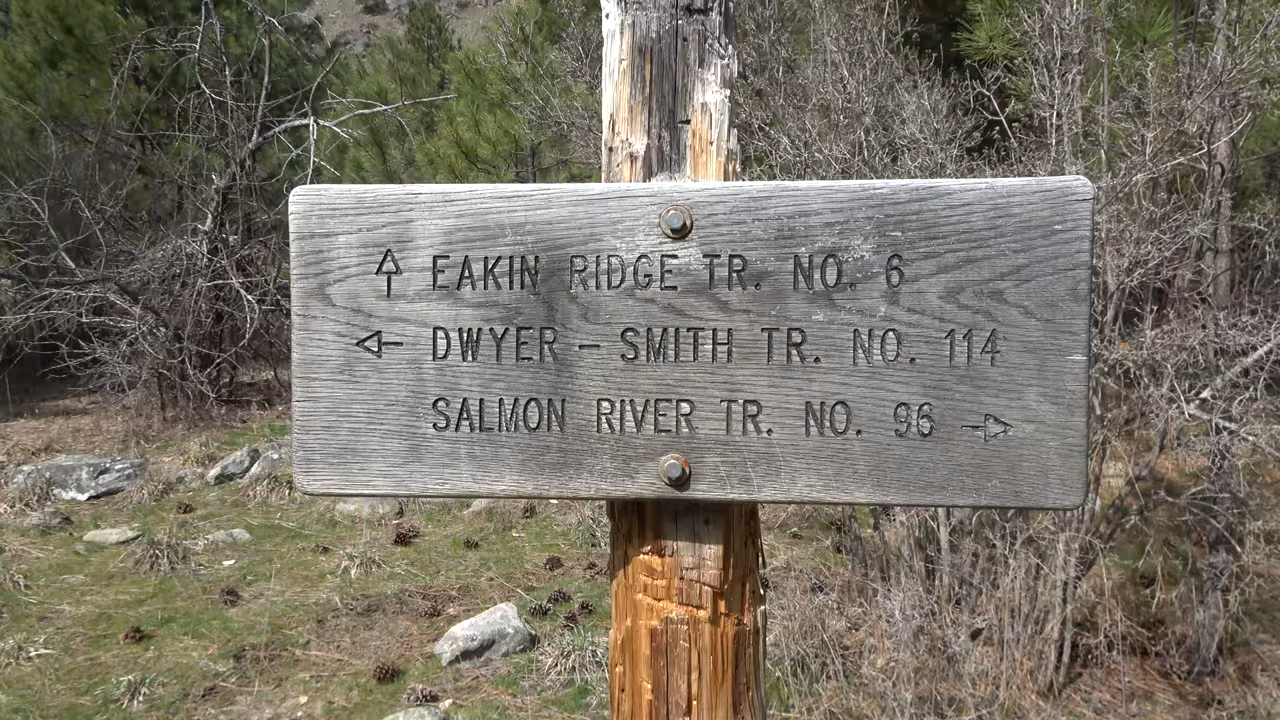 ↑ EAKIN RIDGE TR. NO. 6
← DWYER – SMITH TR. NO. 114
SALMON RIVER TR. NO. 96 →